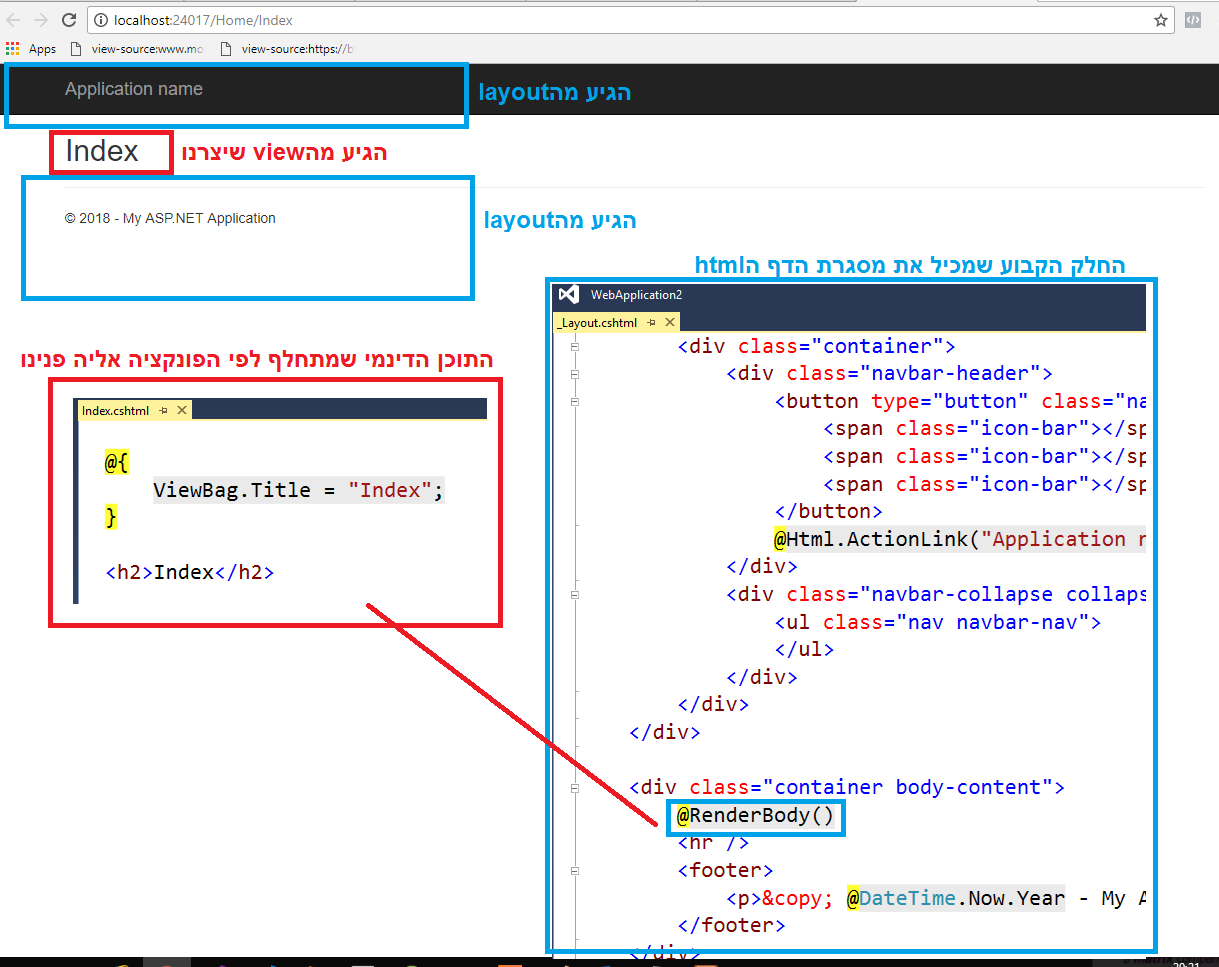 localhost:24017/Home/Index
Apps view-source:www.mo view-source:https://b
Application name
הגיע מהlayout
Index
הגיע מהview שיצרנו
© 2018 - My ASP.NET Application
הגיע מהlayout
החלק הקבוע שמכיל את מסגרת הדף הhtml
WebApplication2
_Layout.cshtml
<div class="container">
<div class="navbar-header">
<button type="button" class="na
<span class="icon-bar"></sp
<span class="icon-bar"></sp
<span class="icon-bar"></sp
</button>
@Html.ActionLink("Application n
</div>
<div class="navbar-collapse collaps
<ul class="nav navbar-nav">
</ul>
</div>
</div>
</div>
<div class="container body-content">
@RenderBody()
<hr />
<footer>
<p>&copy; @DateTime.Now.Year - My A
</footer>
</div>
התוכן הדינמי שמתחלף לפי הפונקציה אליה פנינו
Index.cshtml
@{
ViewBag.Title = "Index";
}
<h2>Index</h2>